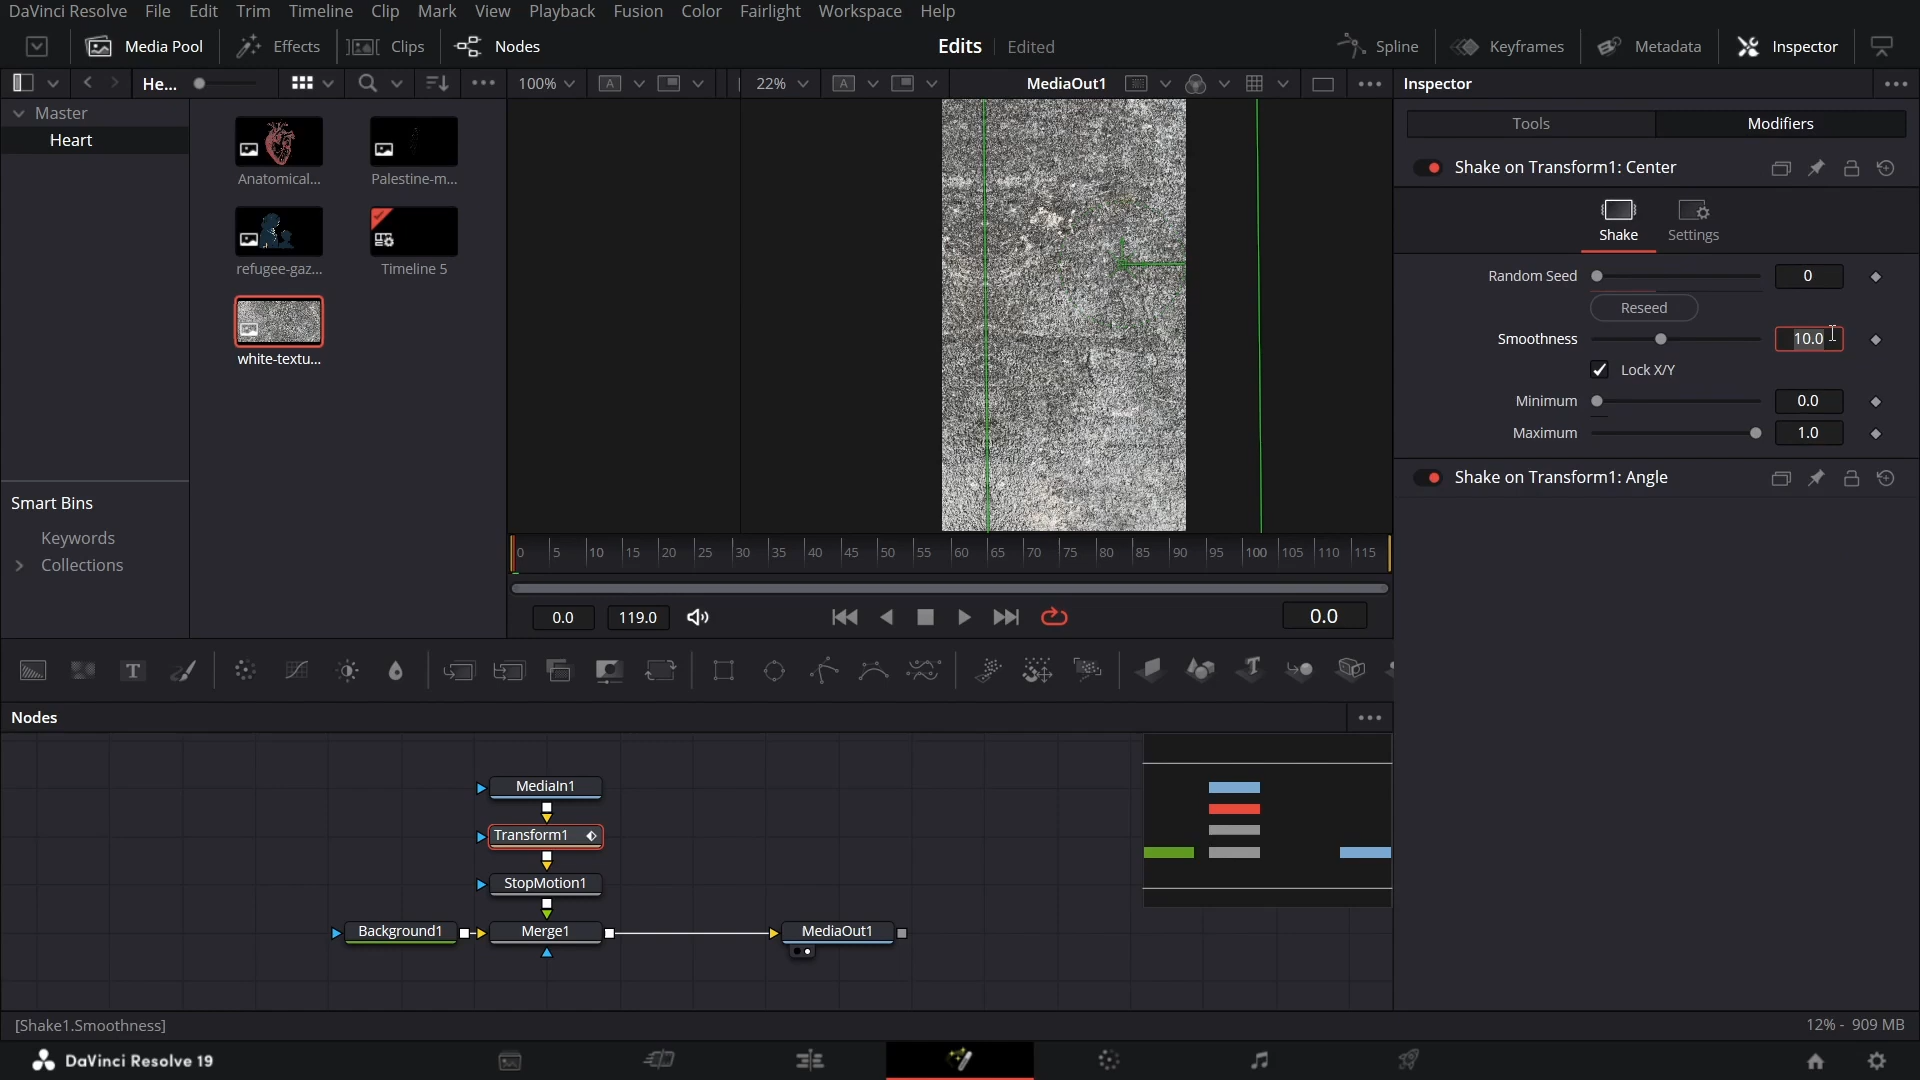 DaVinci Resolve File Edit Trim Timeline Clip Mark View Playback Fusion Color Fairlight Workspace Help
Media Pool Effects Clips Nodes Edits Edited Spline Keyframes Metadata Inspector
He... 100% 22% MediaOut1 Inspector
Master
Heart
Anatomical...
Palestine-m...
refugee-gaz...
Timeline 5
white-textu...
Smart Bins
Keywords
Collections
Tools Modifiers
Shake on Transform1: Center
Shake Settings
Random Seed 0
Reseed
Smoothness 10.0
Lock X/Y
Minimum 0.0
Maximum 1.0
Shake on Transform1: Angle
0 5 10 15 20 25 30 35 40 45 50 55 60 65 70 75 80 85 90 95 100 105 110 115
0.0 119.0 0.0
T T
Nodes
MediaIn1
Transform1
StopMotion1
Background1 Merge1 MediaOut1
[Shake1.Smoothness] 12% - 909 MB
DaVinci Resolve 19